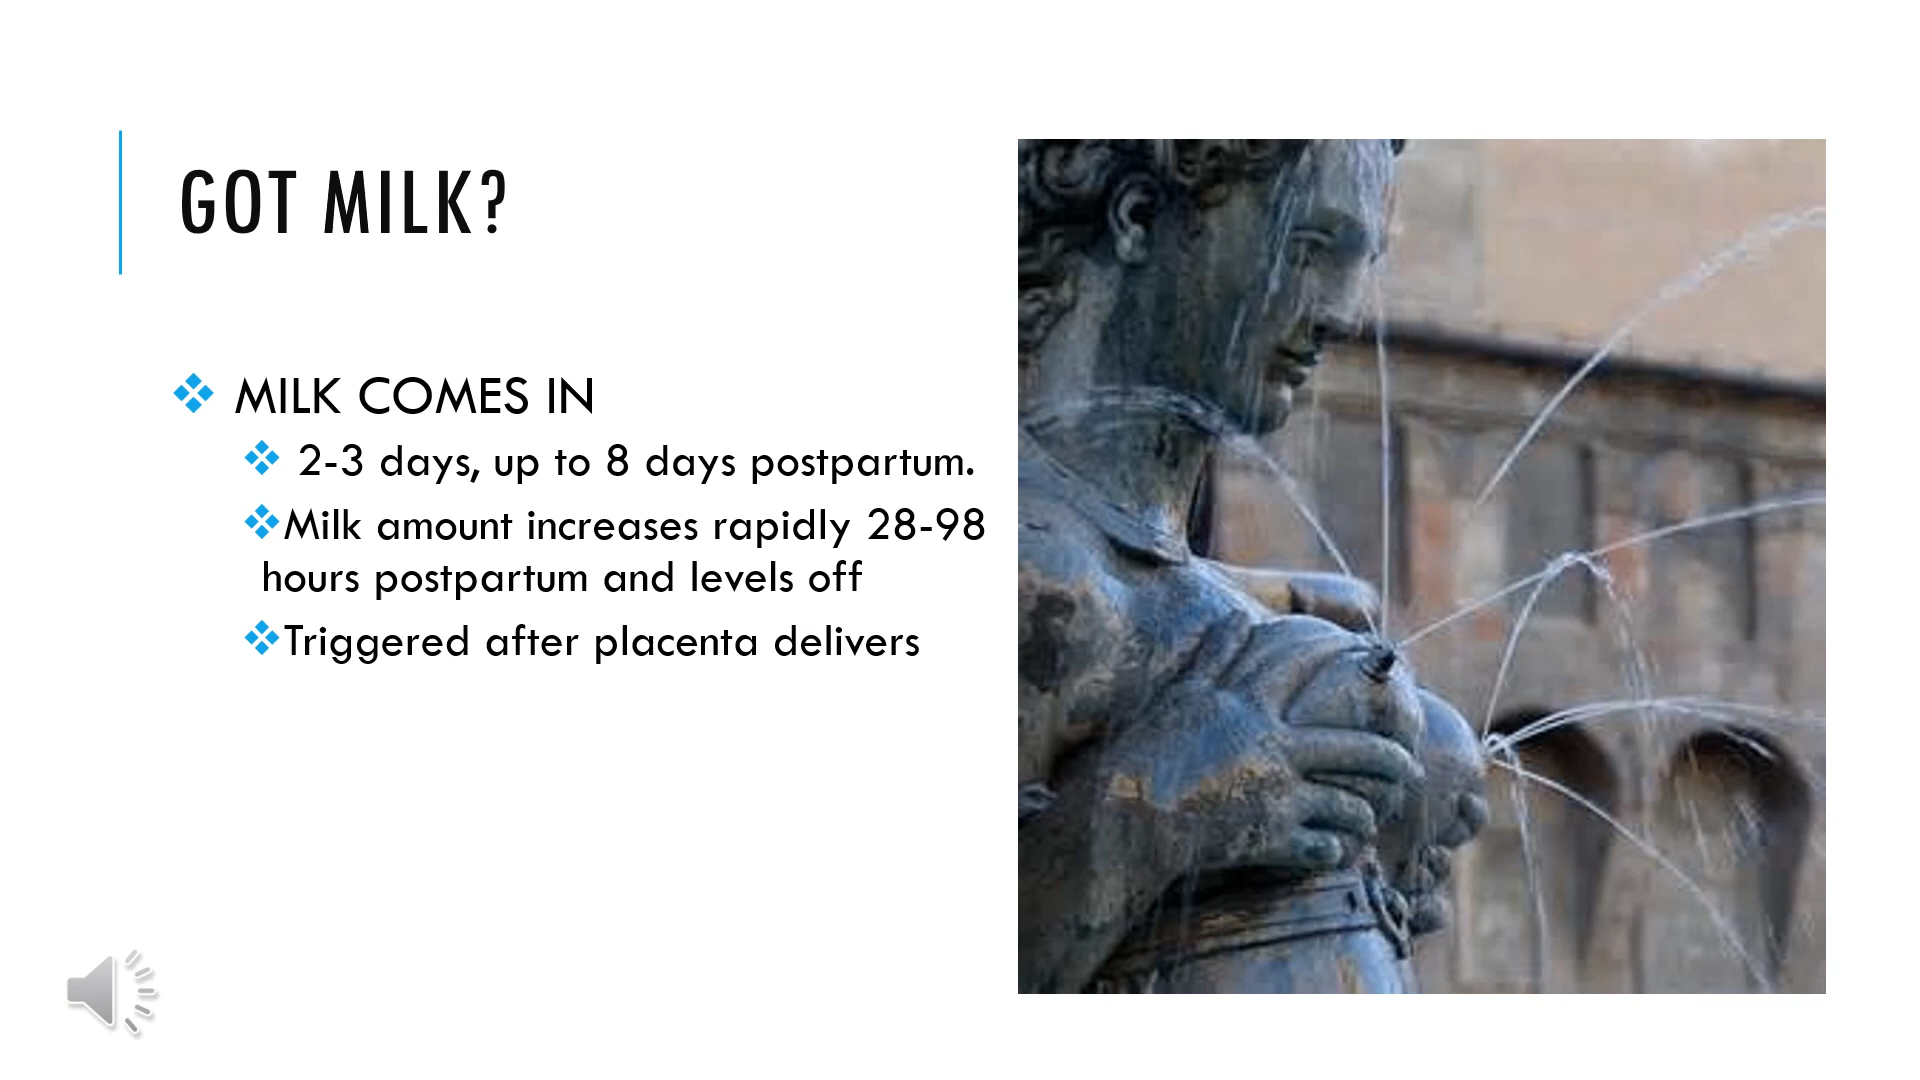 GOT MILK?
MILK COMES IN
2-3 days, up to 8 days postpartum.
Milk amount increases rapidly 28-98
hours postpartum and levels off
Triggered after placenta delivers